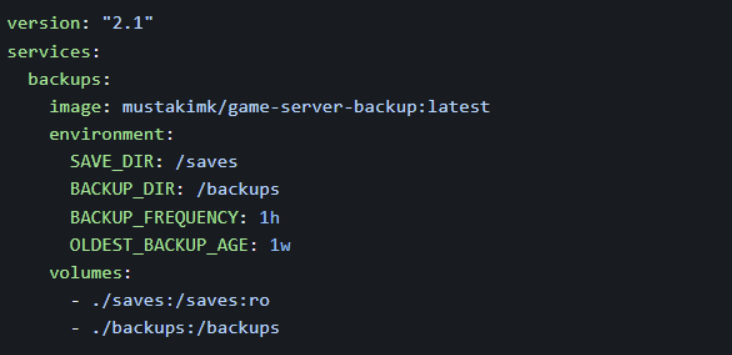 version: "2.1"
services:
  backups:
    image: mustakimk/game-server-backup:latest
    environment:
      SAVE_DIR: /saves
      BACKUP_DIR: /backups
      BACKUP_FREQUENCY: 1h
      OLDEST_BACKUP_AGE: 1w
    volumes:
      - ./saves:/saves:ro
      - ./backups:/backups